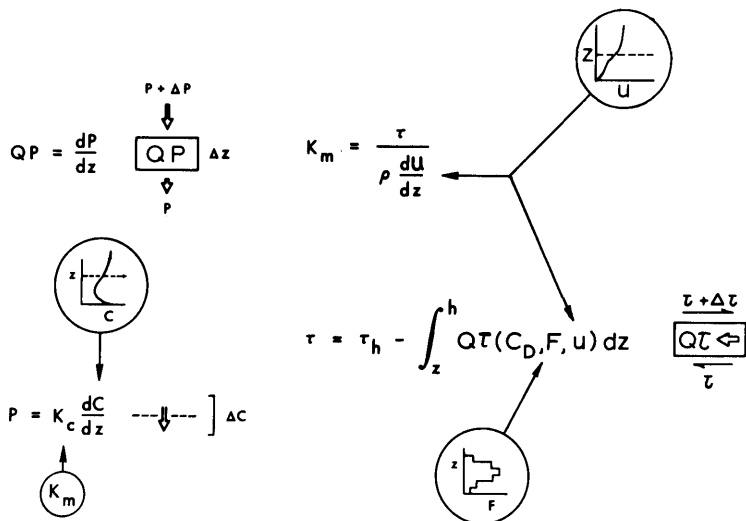 z
u
P + ΔP
QP = dP/dz
QP
Δz
P
K_m = τ / (ρ dU/dz)
z
C
τ = τ_h - ∫_z^h Qτ(C_D, F, u) dz
τ + Δτ
Qτ
τ
P = K_c dC/dz
] ΔC
K_m
z
F